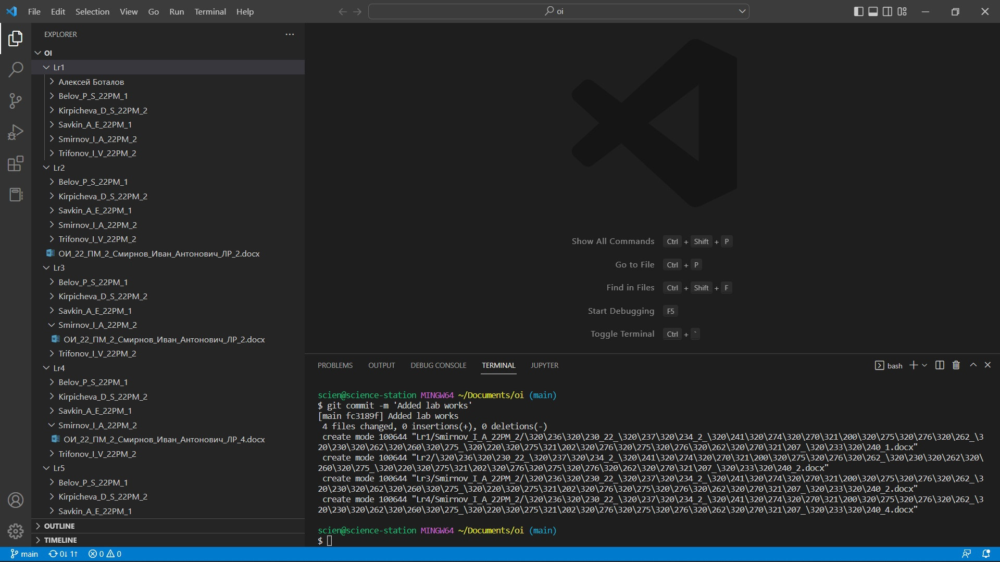 File Edit Selection View Go Run Terminal Help
oi
EXPLORER
OI
Lr1
Алексей Боталов
Belov_P_S_22PM_1
Kirpicheva_D_S_22PM_2
Savkin_A_E_22PM_1
Smirnov_I_A_22PM_2
Trifonov_I_V_22PM_2
Lr2
Belov_P_S_22PM_1
Kirpicheva_D_S_22PM_2
Savkin_A_E_22PM_1
Smirnov_I_A_22PM_2
Trifonov_I_V_22PM_2
ОИ_22_ПМ_2_Смирнов_Иван_Антонович_ЛР_2.docx
Lr3
Belov_P_S_22PM_1
Kirpicheva_D_S_22PM_2
Savkin_A_E_22PM_1
Smirnov_I_A_22PM_2
ОИ_22_ПМ_2_Смирнов_Иван_Антонович_ЛР_2.docx
Trifonov_I_V_22PM_2
Lr4
Belov_P_S_22PM_1
Kirpicheva_D_S_22PM_2
Savkin_A_E_22PM_1
Smirnov_I_A_22PM_2
ОИ_22_ПМ_2_Смирнов_Иван_Антонович_ЛР_4.docx
Trifonov_I_V_22PM_2
Lr5
Belov_P_S_22PM_1
Kirpicheva_D_S_22PM_2
Savkin_A_E_22PM_1
OUTLINE
TIMELINE
Show All Commands Ctrl + Shift + P
Go to File Ctrl + P
Find in Files Ctrl + Shift + F
Start Debugging F5
Toggle Terminal Ctrl + `
PROBLEMS OUTPUT DEBUG CONSOLE TERMINAL JUPYTER
bash
scien@science-station MINGW64 ~/Documents/oi (main)
$ git commit -m 'Added lab works'
[main fc3189f] Added lab works
4 files changed, 0 insertions(+), 0 deletions(-)
create mode 100644 "Lr1/Smirnov_I_A_22PM_2/\320\236\320\230_22_\320\237\320\234_2_\320\241\320\274\320\270\321\200\320\275\320\276\320\262_\3
20\230\320\262\320\260\320\275_\320\220\320\275\321\202\320\276\320\275\320\276\320\262\320\270\321\207_\320\233\320\240_1.docx"
create mode 100644 "Lr2/\320\236\320\230_22_\320\237\320\234_2_\320\241\320\274\320\270\321\200\320\275\320\276\320\262_\320\230\320\262\320\
260\320\275_\320\220\320\275\321\202\320\276\320\275\320\276\320\262\320\270\321\207_\320\233\320\240_2.docx"
create mode 100644 "Lr3/Smirnov_I_A_22PM_2/\320\236\320\230_22_\320\237\320\234_2_\320\241\320\274\320\270\321\200\320\275\320\276\320\262_\3
20\230\320\262\320\260\320\275_\320\220\320\275\321\202\320\276\320\275\320\276\320\262\320\270\321\207_\320\233\320\240_2.docx"
create mode 100644 "Lr4/Smirnov_I_A_22PM_2/\320\236\320\230_22_\320\237\320\234_2_\320\241\320\274\320\270\321\200\320\275\320\276\320\262_\3
20\230\320\262\320\260\320\275_\320\220\320\275\321\202\320\276\320\275\320\276\320\262\320\270\321\207_\320\233\320\240_4.docx"
scien@science-station MINGW64 ~/Documents/oi (main)
$
main 0↓ 1↑ 0 0